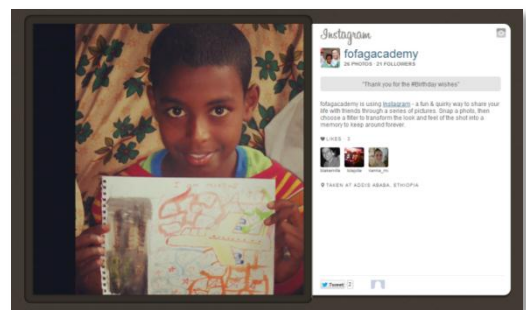 Instagram
fofagacademy
26 PHOTOS · 21 FOLLOWERS
"Thank you for the #Birthday wishes"
fofagacademy is using Instagram - a fun & quirky way to share your
life with friends through a series of pictures. Snap a photo, then
choose a filter to transform the look and feel of the shot into a
memory to keep around forever.
LIKES 3
TAKEN AT ADDIS ABABA, ETHIOPIA
Tweet 2